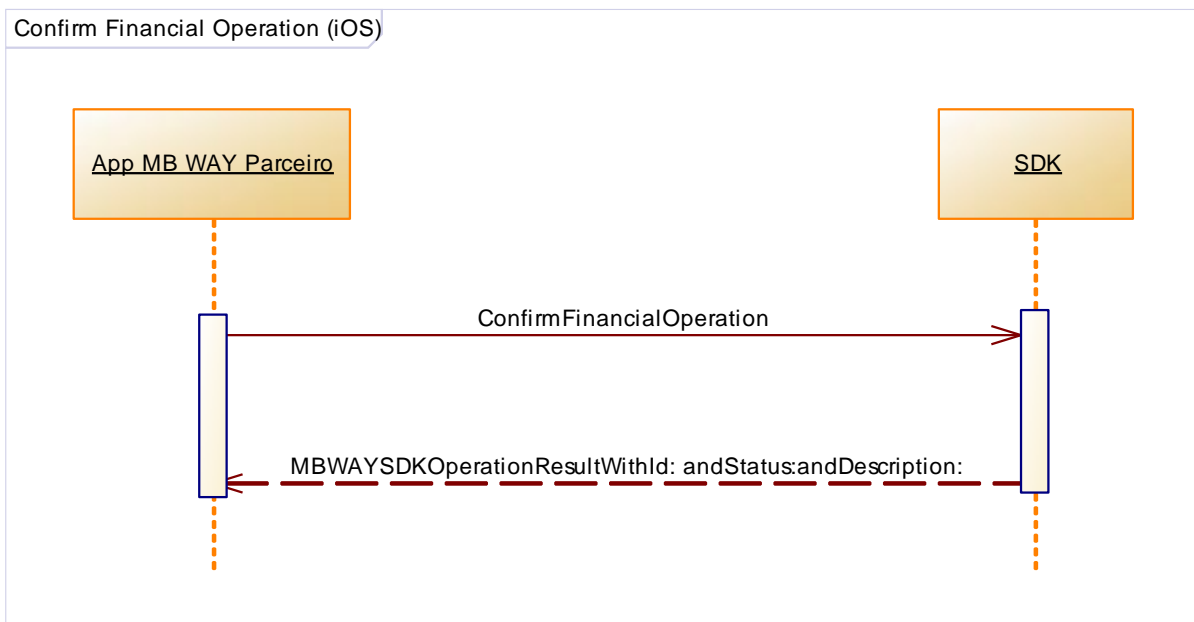 Confirm Financial Operation (iOS)
App MB WAY Parceiro
SDK
ConfirmFinancialOperation
MBWAYSDKOperationResultWithId: andStatus:andDescription: